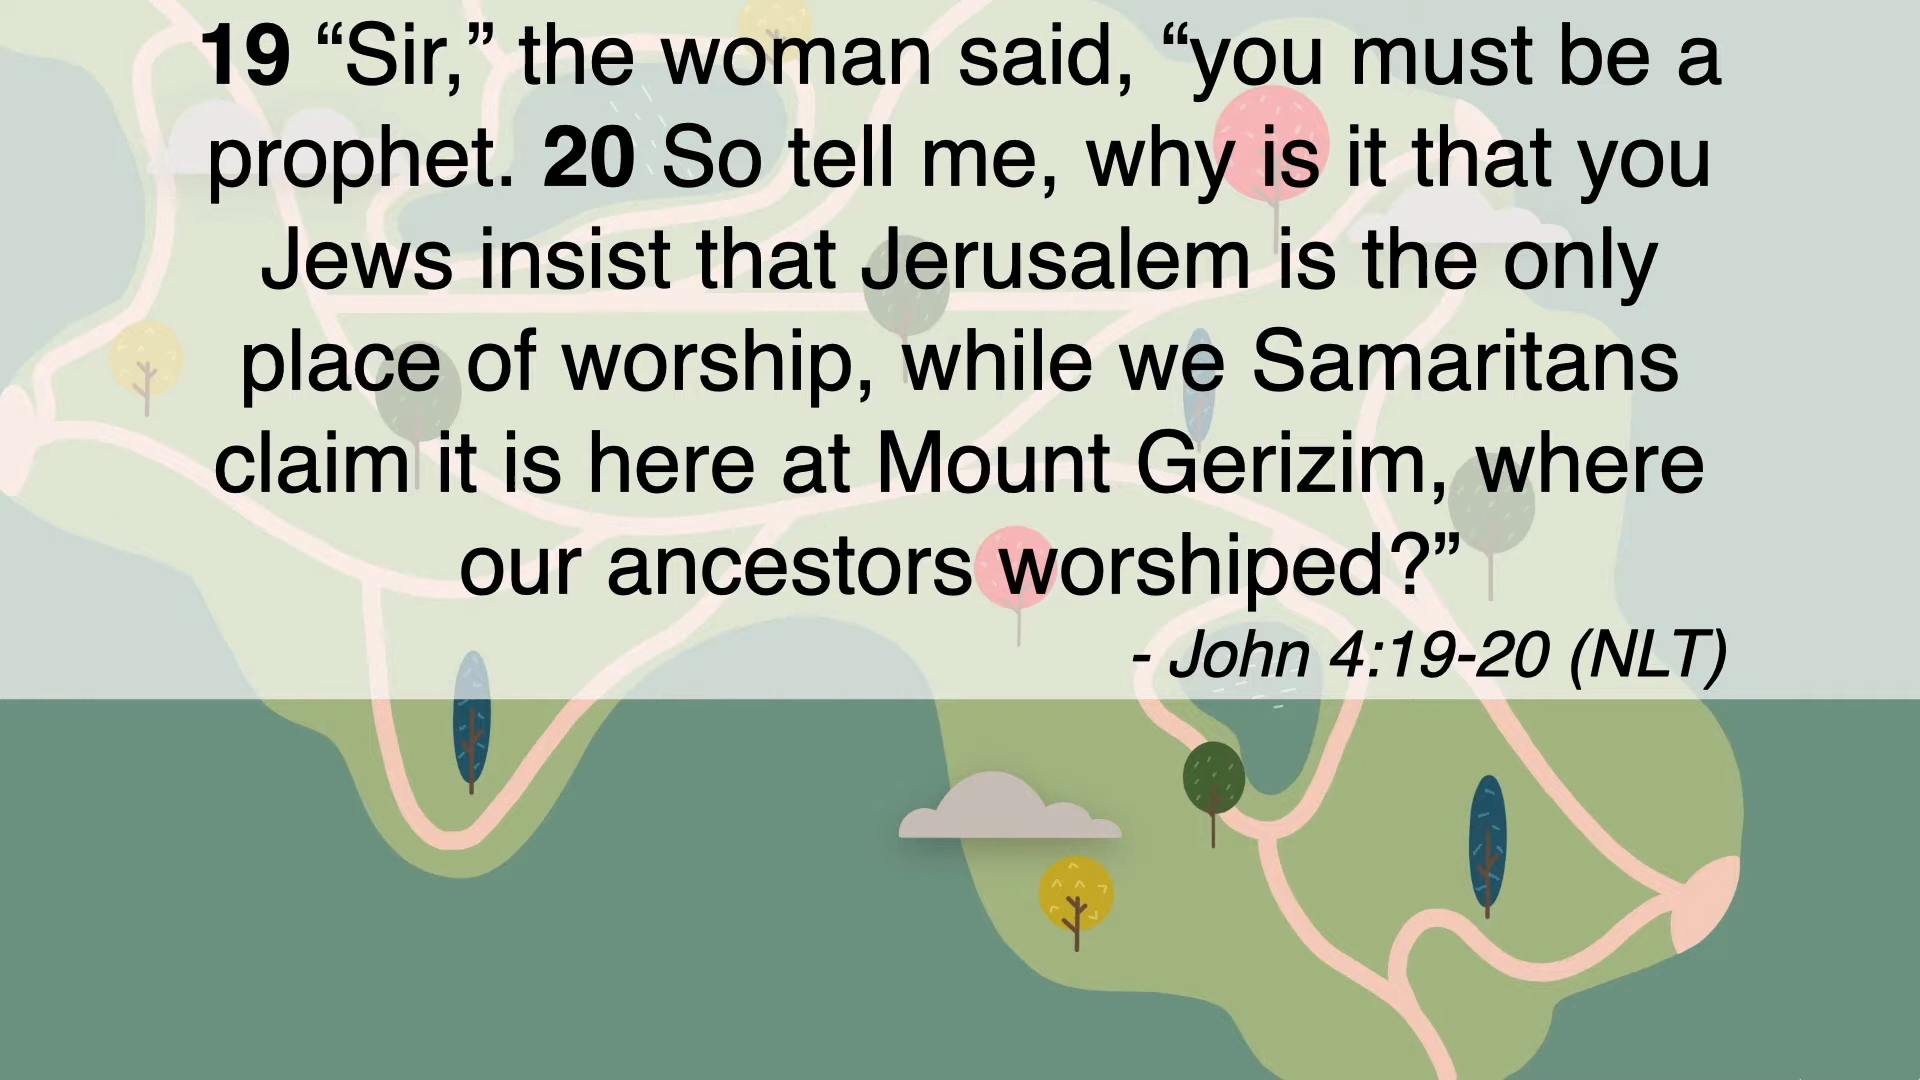 19 “Sir,” the woman said, “you must be a
prophet. 20 So tell me, why is it that you
Jews insist that Jerusalem is the only
place of worship, while we Samaritans
claim it is here at Mount Gerizim, where
our ancestors worshiped?”
- John 4:19-20 (NLT)